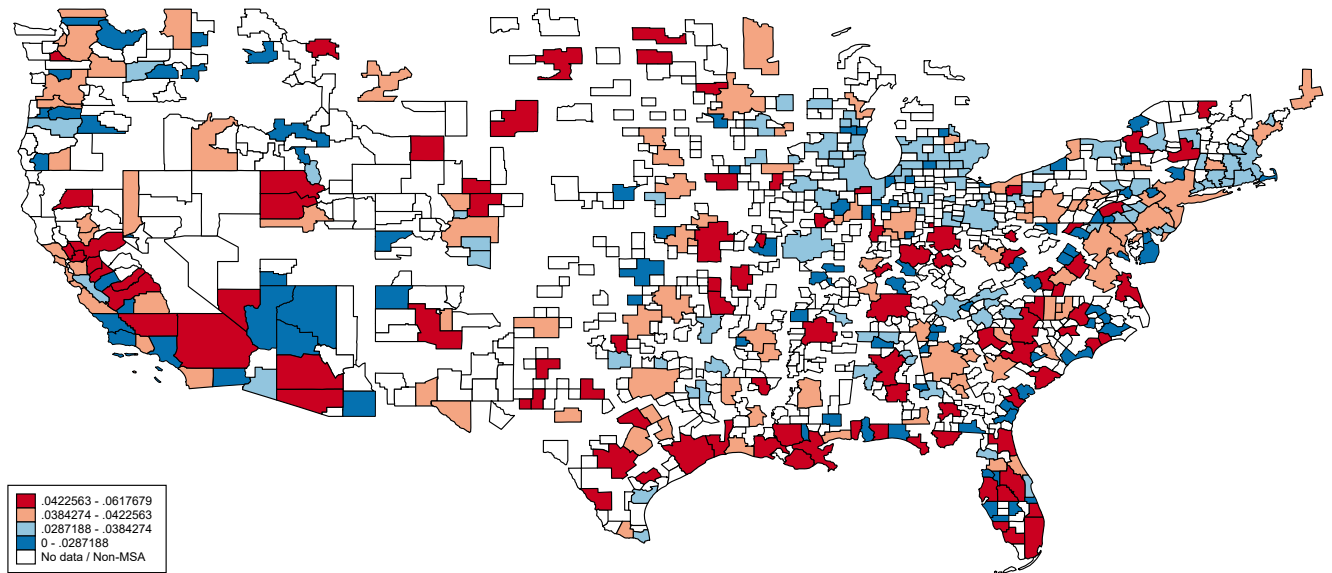 .0422563 - .0617679
.0384274 - .0422563
.0287188 - .0384274
0 - .0287188
No data / Non-MSA